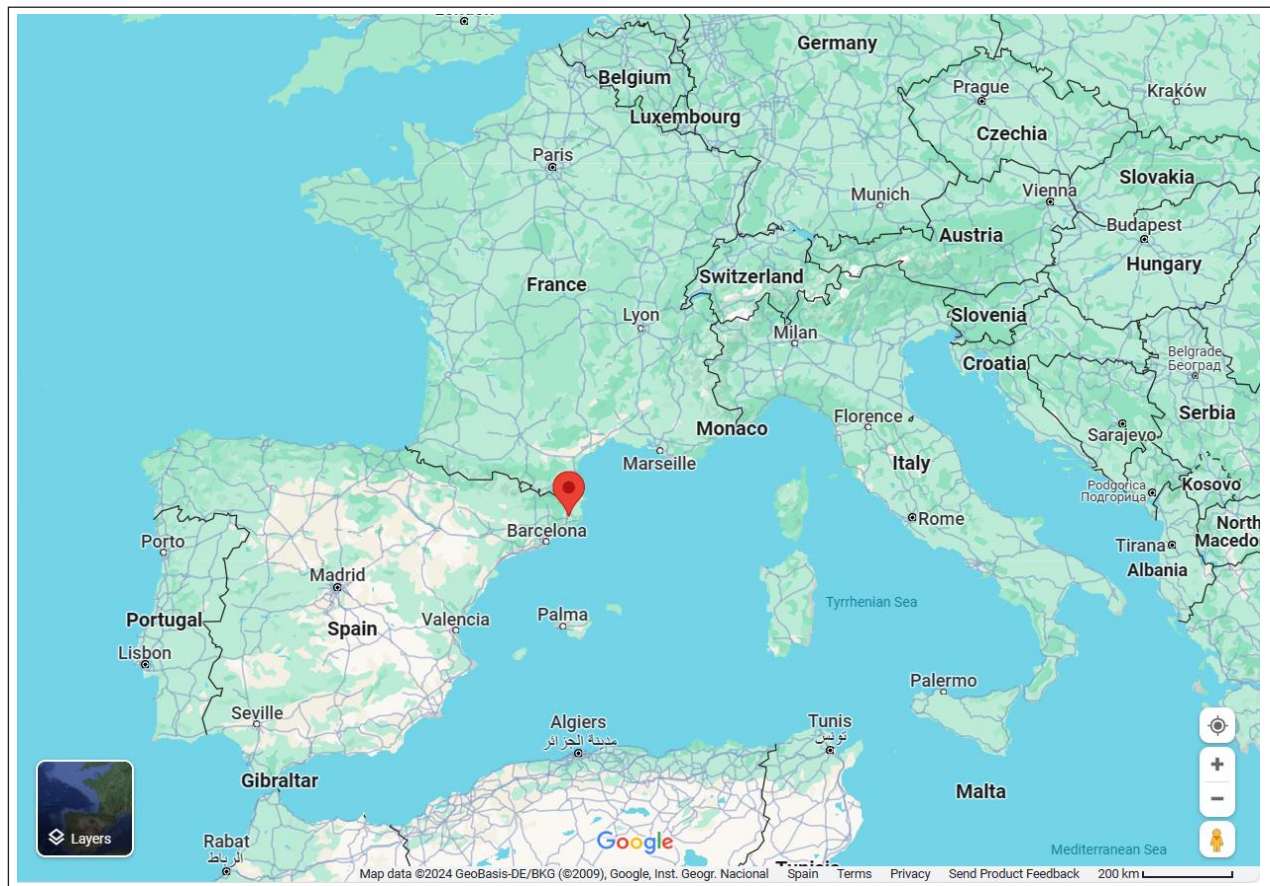 London
Germany
Belgium
Prague
Kraków
Luxembourg
Czechia
Paris
Slovakia
Munich
Vienna
Budapest
Austria
Hungary
Switzerland
France
Lyon
Slovenia
Milan
Belgrade
Београд
Croatia
Florence
Monaco
Serbia
Sarajevo
Marseille
Italy
Podgorica
Подгорица
Kosovo
Rome
North
Macedo
Barcelona
Porto
Tirana
Albania
Madrid
Tyrrhenian Sea
Palma
Valencia
Portugal
Spain
Lisbon
Palermo
Seville
Algiers
مدينة الجزائر
Tunis
تونس
Gibraltar
Malta
Layers
Rabat
الرباط
Google
Mediterranean Sea
Tunisia
Map data ©2024 GeoBasis-DE/BKG (©2009), Google, Inst. Geogr. Nacional Spain Terms Privacy Send Product Feedback 200 km